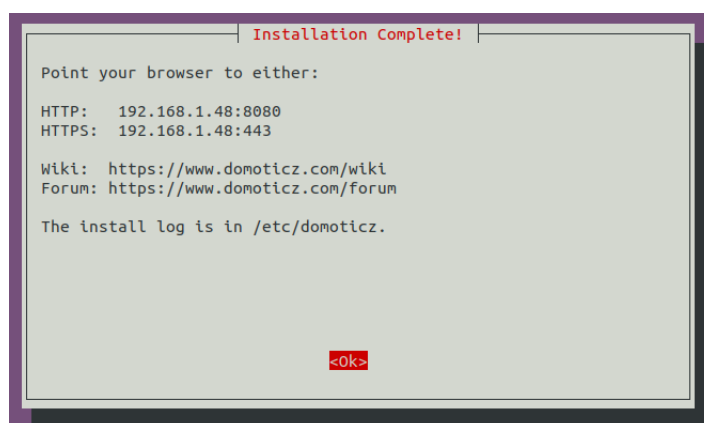 Installation Complete!
Point your browser to either:
HTTP:   192.168.1.48:8080
HTTPS:  192.168.1.48:443
Wiki:  https://www.domoticz.com/wiki
Forum: https://www.domoticz.com/forum
The install log is in /etc/domoticz.
<Ok>